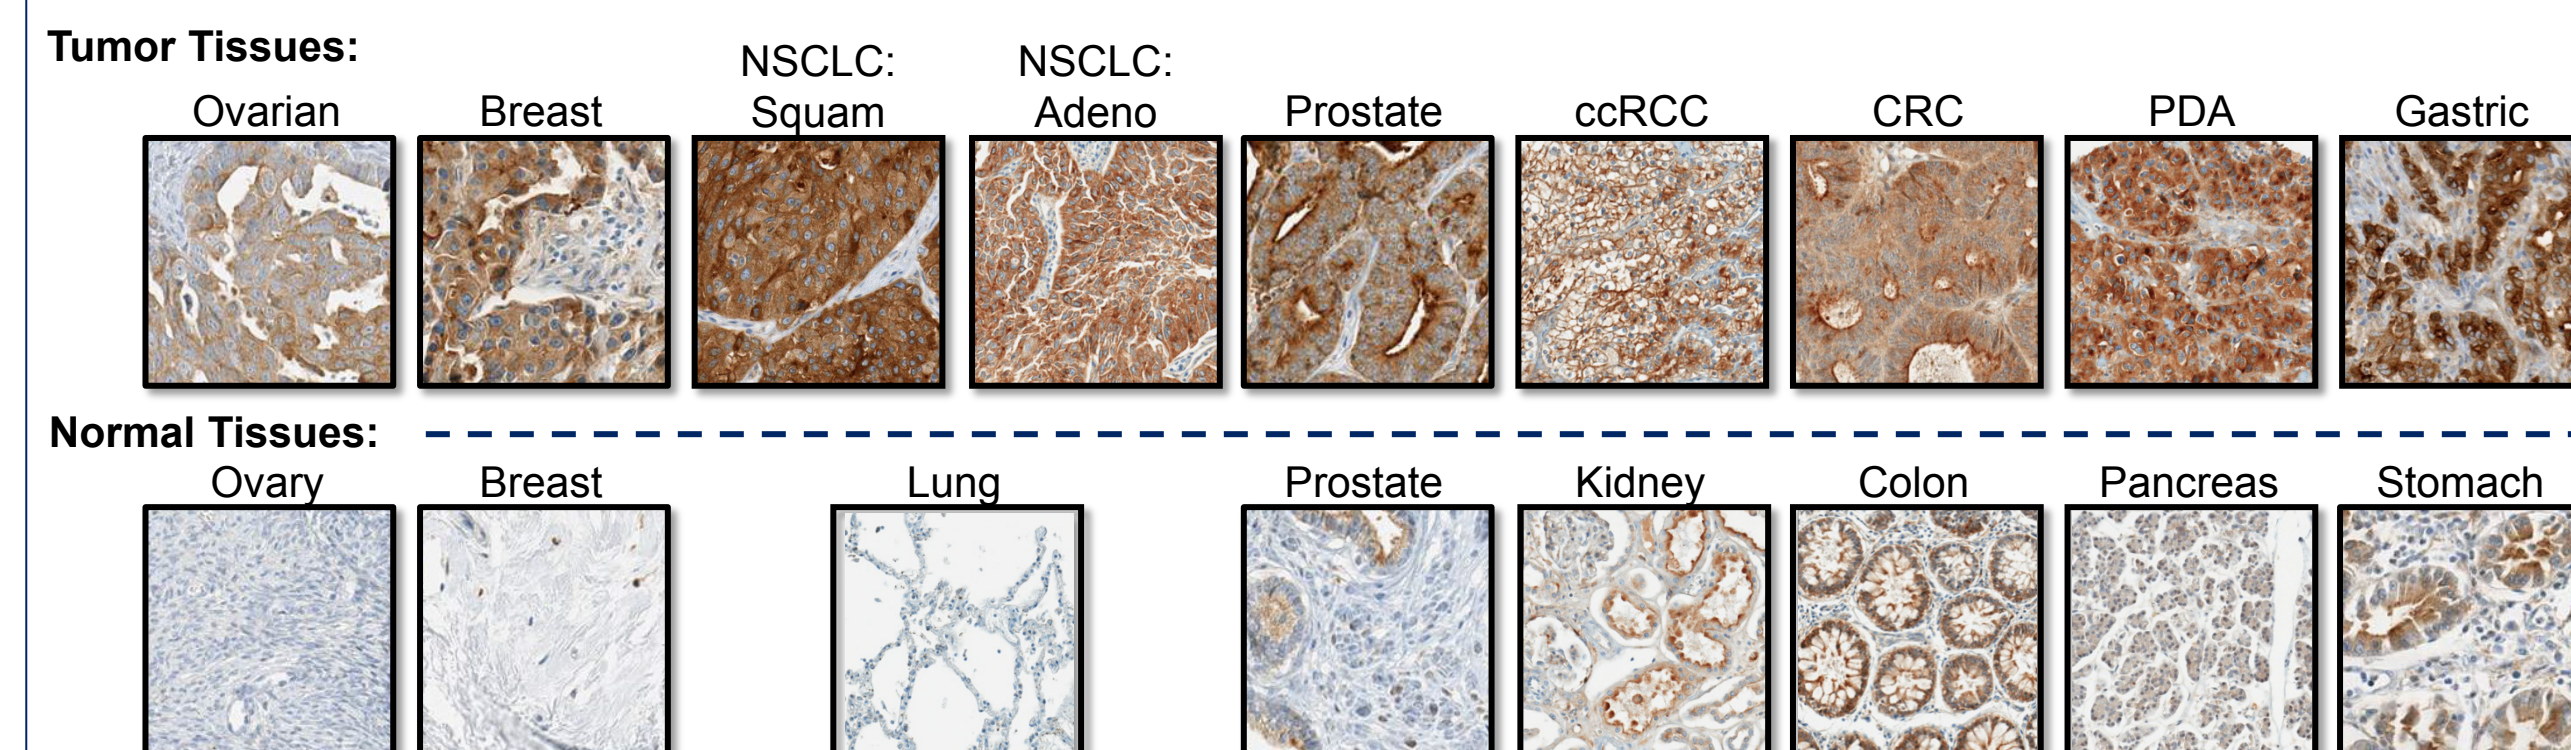 Tumor Tissues:
NSCLC: NSCLC:
Ovarian Breast Squam Adeno Prostate ccRCC CRC PDA Gastric
Normal Tissues:
Ovary Breast Lung Prostate Kidney Colon Pancreas Stomach